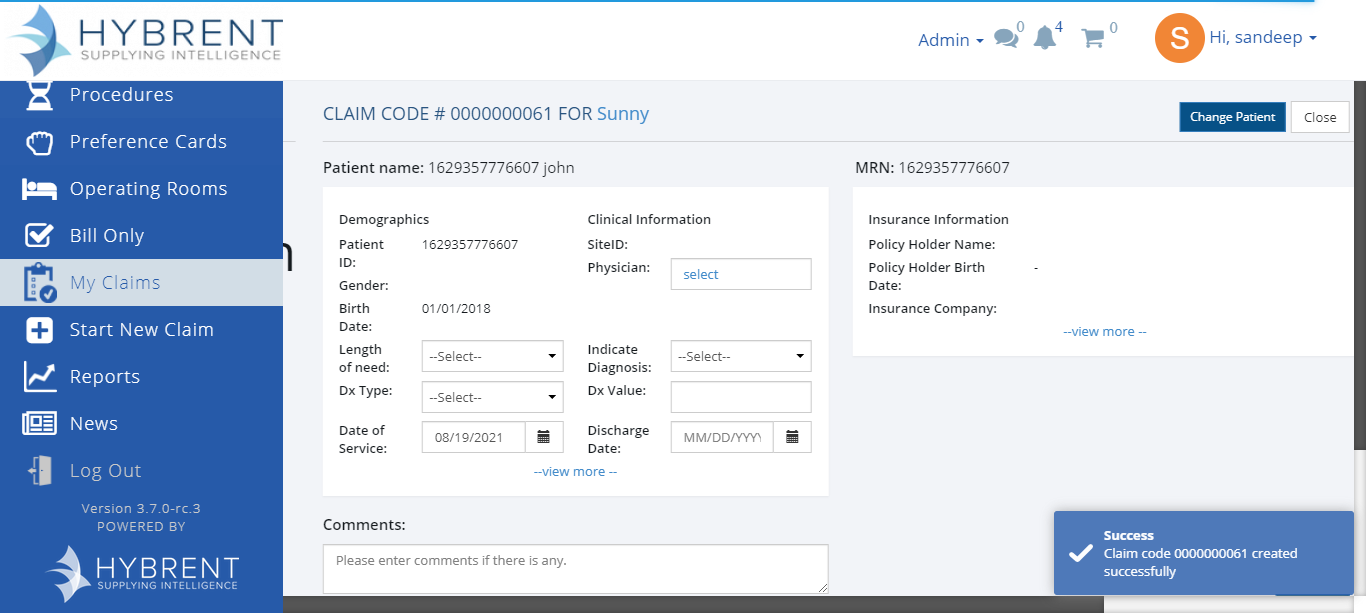 HYBRENT
SUPPLYING INTELLIGENCE
Admin
0
4
0
S
Hi, sandeep
Procedures
Preference Cards
Operating Rooms
Bill Only
My Claims
Start New Claim
Reports
News
Log Out
Version 3.7.0-rc.3
POWERED BY
HYBRENT
SUPPLYING INTELLIGENCE
CLAIM CODE # 0000000061 FOR Sunny
Change Patient
Close
Patient name: 1629357776607 john
MRN: 1629357776607
Demographics
Patient ID: 1629357776607
Gender:
Birth Date: 01/01/2018
Length of need: --Select--
Dx Type: --Select--
Date of Service: 08/19/2021
Clinical Information
SiteID:
Physician: select
Indicate Diagnosis: --Select--
Dx Value:
Discharge Date: MM/DD/YYY
--view more --
Insurance Information
Policy Holder Name:
Policy Holder Birth Date: -
Insurance Company:
--view more --
Comments:
Please enter comments if there is any.
Success
Claim code 0000000061 created
successfully